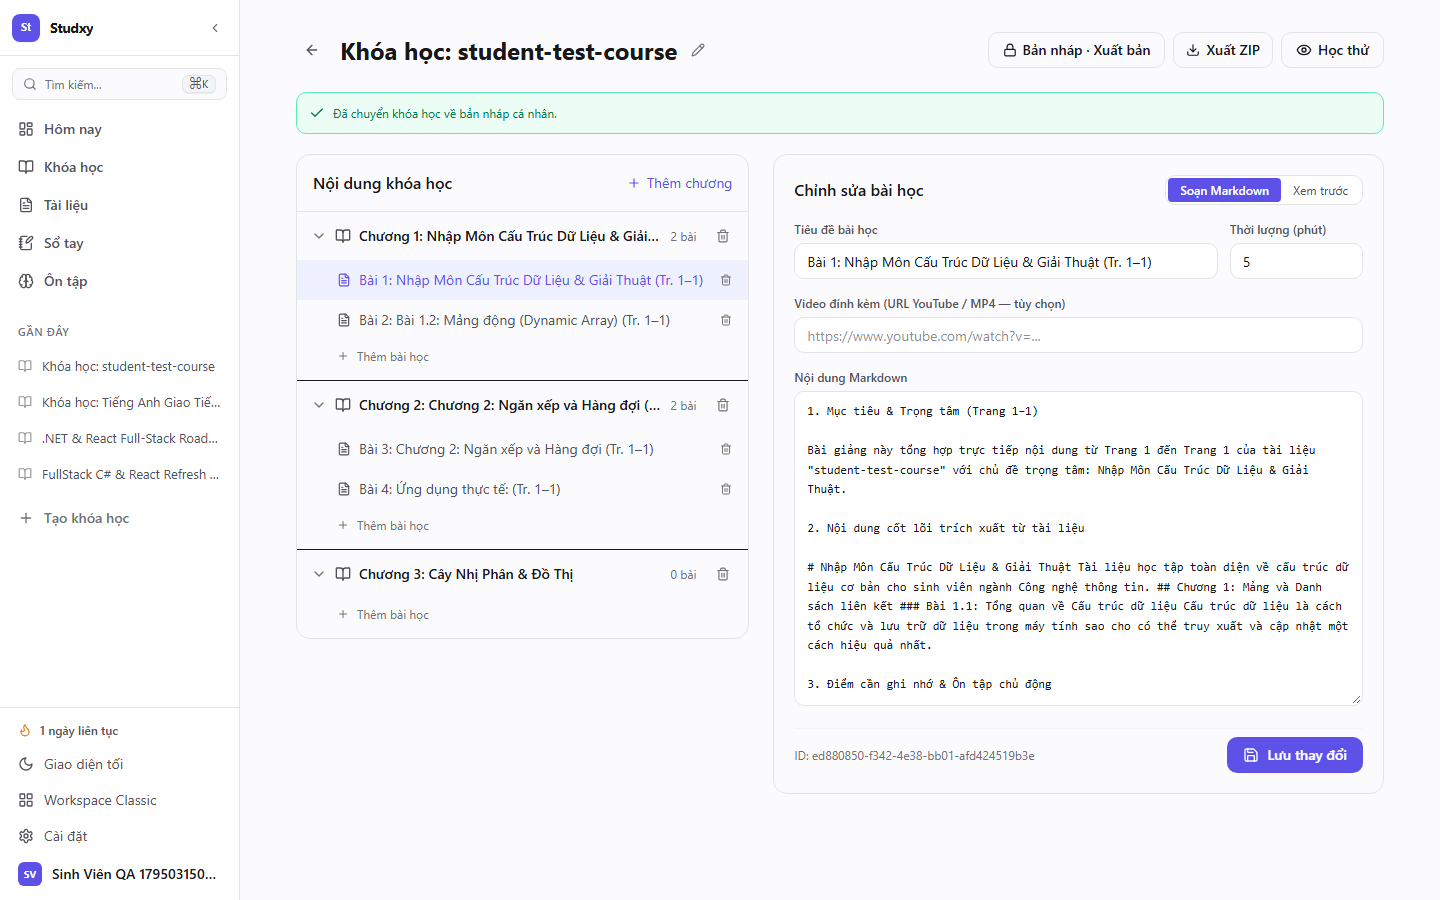 St
Studxy
Tìm kiếm...
⌘K
Hôm nay
Khóa học
Tài liệu
Sổ tay
Ôn tập
GẦN ĐÂY
Khóa học: student-test-course
Khóa học: Tiếng Anh Giao Tiế...
.NET & React Full-Stack Road...
FullStack C# & React Refresh ...
Tạo khóa học
1 ngày liên tục
Giao diện tối
Workspace Classic
Cài đặt
SV
Sinh Viên QA 179503150...
Khóa học: student-test-course
Bản nháp · Xuất bản
Xuất ZIP
Học thử
Đã chuyển khóa học về bản nháp cá nhân.
Nội dung khóa học
Thêm chương
Chương 1: Nhập Môn Cấu Trúc Dữ Liệu & Giải... 2 bài
Bài 1: Nhập Môn Cấu Trúc Dữ Liệu & Giải Thuật (Tr. 1–1)
Bài 2: Bài 1.2: Mảng động (Dynamic Array) (Tr. 1–1)
Thêm bài học
Chương 2: Chương 2: Ngăn xếp và Hàng đợi (... 2 bài
Bài 3: Chương 2: Ngăn xếp và Hàng đợi (Tr. 1–1)
Bài 4: Ứng dụng thực tế: (Tr. 1–1)
Thêm bài học
Chương 3: Cây Nhị Phân & Đồ Thị 0 bài
Thêm bài học
Chỉnh sửa bài học
Soạn Markdown
Xem trước
Tiêu đề bài học
Thời lượng (phút)
Bài 1: Nhập Môn Cấu Trúc Dữ Liệu & Giải Thuật (Tr. 1–1)
5
Video đính kèm (URL YouTube / MP4 — tùy chọn)
https://www.youtube.com/watch?v=...
Nội dung Markdown
1. Mục tiêu & Trọng tâm (Trang 1–1)
Bài giảng này tổng hợp trực tiếp nội dung từ Trang 1 đến Trang 1 của tài liệu
"student-test-course" với chủ đề trọng tâm: Nhập Môn Cấu Trúc Dữ Liệu & Giải
Thuật.
2. Nội dung cốt lõi trích xuất từ tài liệu
# Nhập Môn Cấu Trúc Dữ Liệu & Giải Thuật Tài liệu học tập toàn diện về cấu trúc dữ
liệu cơ bản cho sinh viên ngành Công nghệ thông tin. ## Chương 1: Mảng và Danh
sách liên kết ### Bài 1.1: Tổng quan về Cấu trúc dữ liệu Cấu trúc dữ liệu là cách
tổ chức và lưu trữ dữ liệu trong máy tính sao cho có thể truy xuất và cập nhật một
cách hiệu quả nhất.
3. Điểm cần ghi nhớ & Ôn tập chủ động
ID: ed880850-f342-4e38-bb01-afd424519b3e
Lưu thay đổi